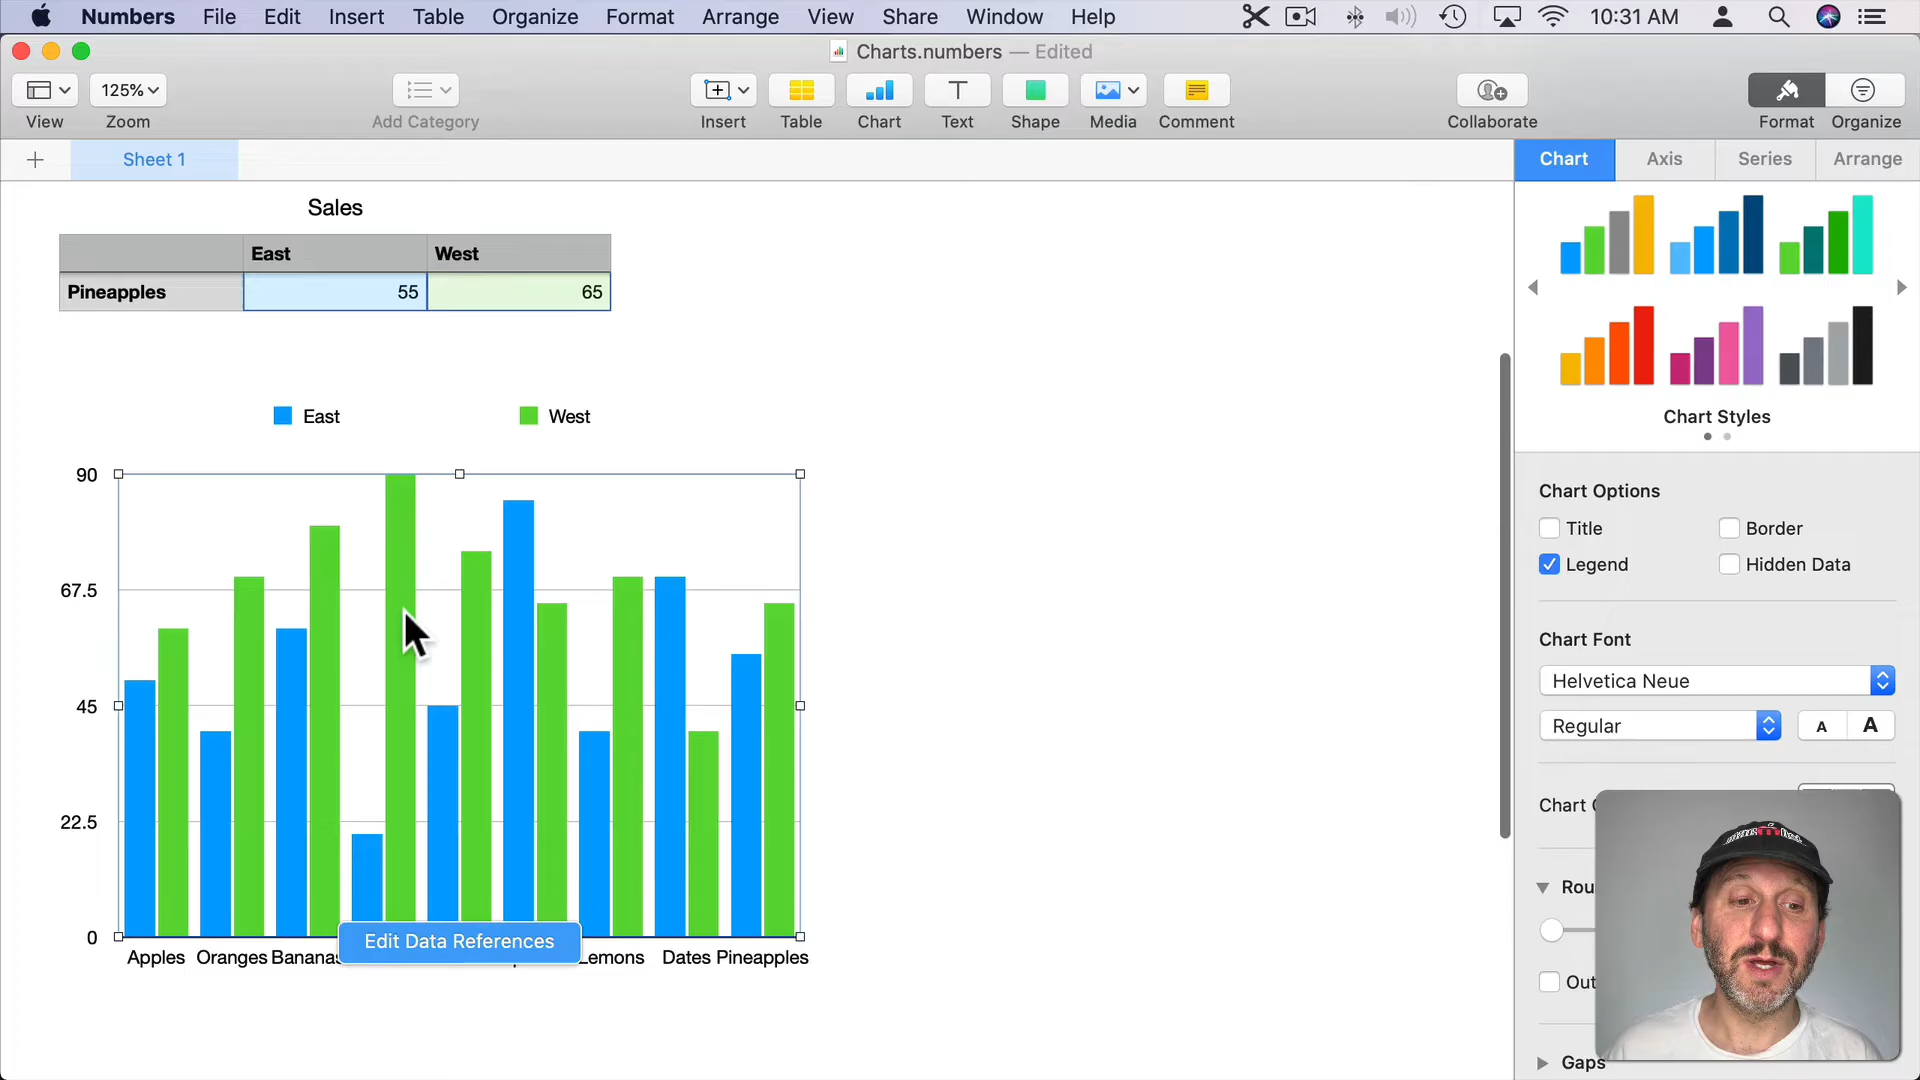 Numbers File Edit Insert Table Organize Format Arrange View Share Window Help 10:31 AM
Charts.numbers — Edited
125%
View Zoom Add Category Insert Table Chart Text Shape Media Comment Collaborate Format Organize
Sheet 1
Chart Axis Series Arrange
Sales
East West
Pineapples 55 65
East West
90
67.5
45
22.5
0
Apples Oranges Bananas Lemons Dates Pineapples
Edit Data References
Chart Styles
Chart Options
Title Border
Legend Hidden Data
Chart Font
Helvetica Neue
Regular A A
Chart
Rou
Out
Gaps